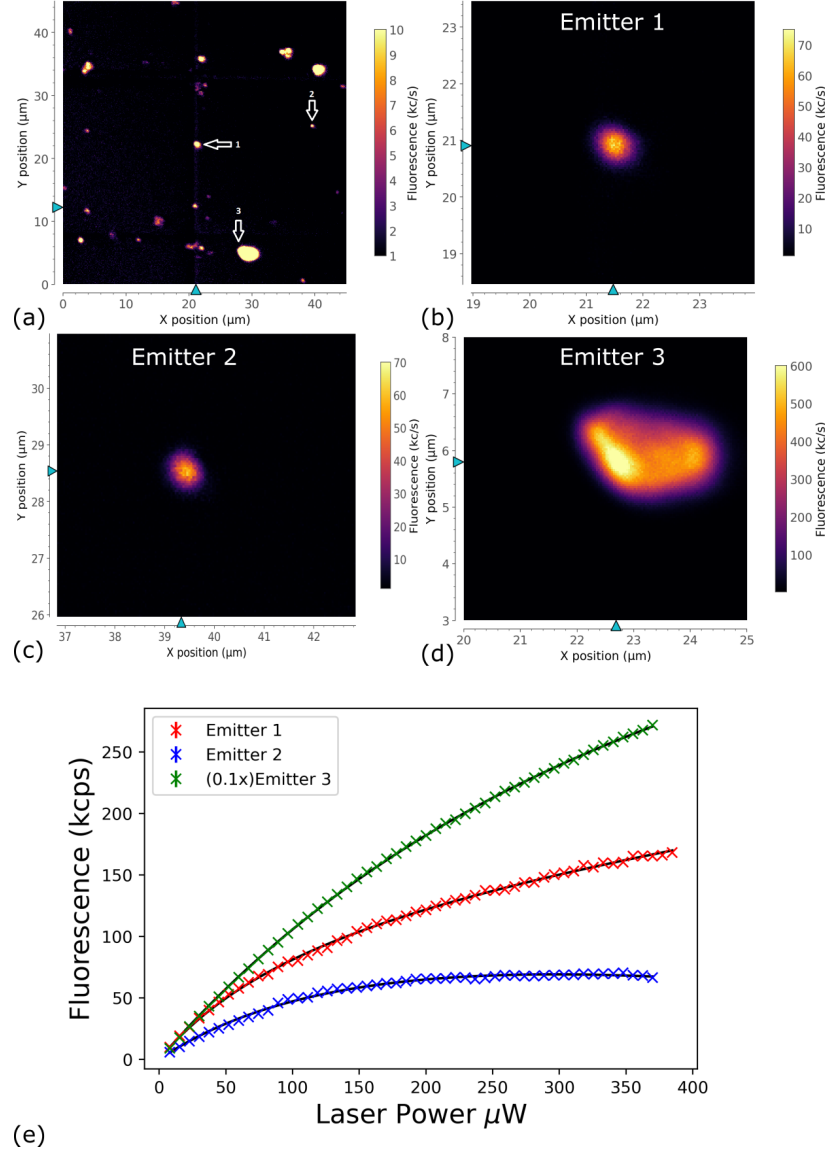 45
40
35
30
25
20
15
10
5
0
Y position (µm)
0 10 20 30 40
X position (µm)
2
1
3
10
9
8
7
6
5
4
3
2
1
Fluorescence (kc/s)
(a)
Emitter 1
23
22
21
20
19
Y position (µm)
19 20 21 22 23
X position (µm)
70
60
50
40
30
20
10
Fluorescence (kc/s)
(b)
Emitter 2
30
29
28
27
26
Y position (µm)
37 38 39 40 41 42
X position (µm)
70
60
50
40
30
20
10
Fluorescence (kc/s)
(c)
Emitter 3
8
7
6
5
4
3
Y position (µm)
20 21 22 23 24 25
X position (µm)
600
500
400
300
200
100
Fluorescence (kc/s)
(d)
Emitter 1
Emitter 2
(0.1x)Emitter 3
250
200
150
100
50
0
Fluorescence (kcps)
0 50 100 150 200 250 300 350 400
Laser Power µW
(e)